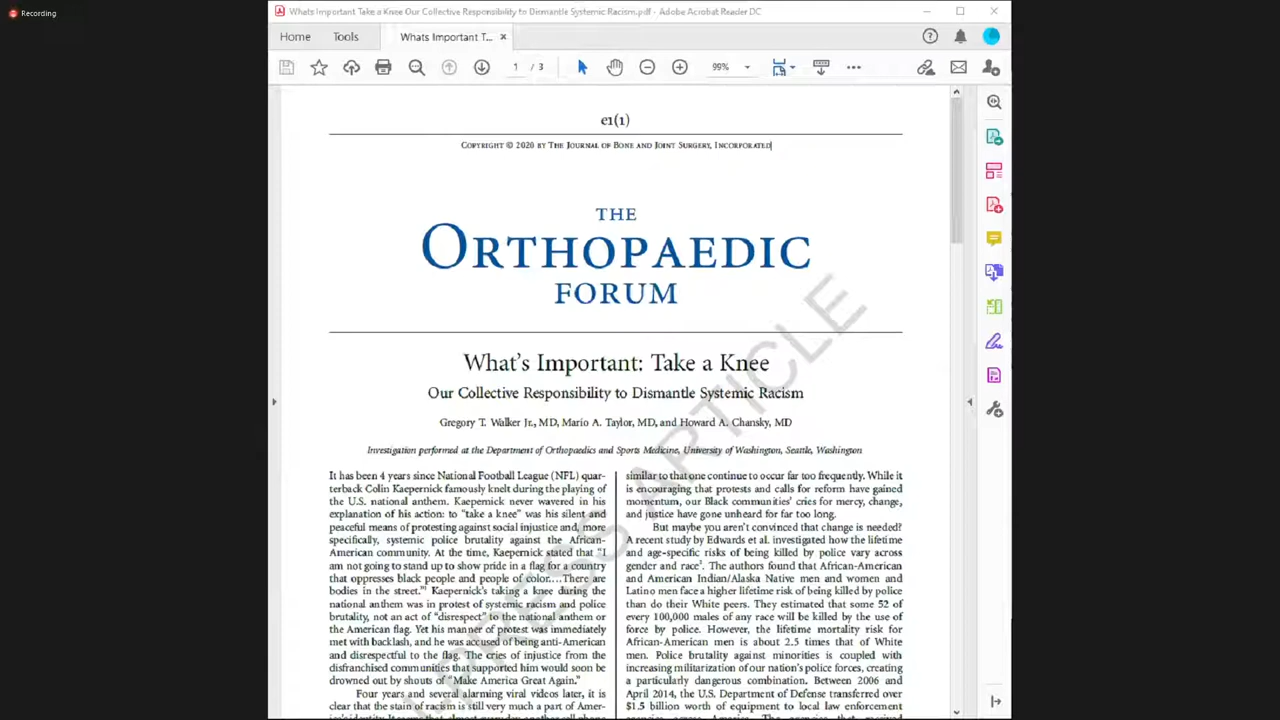 Recording
Whats Important Take a Knee Our Collective Responsibility to Dismantle Systemic Racism.pdf - Adobe Acrobat Reader DC
Home Tools Whats Important T... ×
1 / 3 99%
e1(1)
COPYRIGHT © 2020 BY THE JOURNAL OF BONE AND JOINT SURGERY, INCORPORATED
THE
ORTHOPAEDIC
FORUM
What's Important: Take a Knee
Our Collective Responsibility to Dismantle Systemic Racism
Gregory T. Walker Jr., MD, Mario A. Taylor, MD, and Howard A. Chansky, MD
Investigation performed at the Department of Orthopaedics and Sports Medicine, University of Washington, Seattle, Washington
It has been 4 years since National Football League (NFL) quar-
terback Colin Kaepernick famously knelt during the playing of
the U.S. national anthem. Kaepernick never wavered in his
explanation of his action: to "take a knee" was his silent and
peaceful means of protesting against social injustice and, more
specifically, systemic police brutality against the African-
American community. At the time, Kaepernick stated that "I
am not going to stand up to show pride in a flag for a country
that oppresses black people and people of color....There are
bodies in the street."¹ Kaepernick's taking a knee during the
national anthem was in protest of systemic racism and police
brutality, not an act of "disrespect" to the national anthem or
the American flag. Yet his manner of protest was immediately
met with backlash, and he was accused of being anti-American
and disrespectful to the flag. The cries of injustice from the
disfranchised communities that supported him would soon be
drowned out by shouts of "Make America Great Again."
Four years and several alarming viral videos later, it is
clear that the stain of racism is still very much a part of Amer-
similar to that one continue to occur far too frequently. While it
is encouraging that protests and calls for reform have gained
momentum, our Black communities' cries for mercy, change,
and justice have gone unheard for far too long.
But maybe you aren't convinced that change is needed?
A recent study by Edwards et al. investigated how the lifetime
and age-specific risks of being killed by police vary across
gender and race². The authors found that African-American
and American Indian/Alaska Native men and women and
Latino men face a higher lifetime risk of being killed by police
than do their White peers. They estimated that some 52 of
every 100,000 males of any race will be killed by the use of
force by police. However, the lifetime mortality risk for
African-American men is about 2.5 times that of White
men. Police brutality against minorities is coupled with
increasing militarization of our nation's police forces, creating
a particularly dangerous combination. Between 2006 and
April 2014, the U.S. Department of Defense transferred over
$1.5 billion worth of equipment to local law enforcement
PRESS ARTICLE